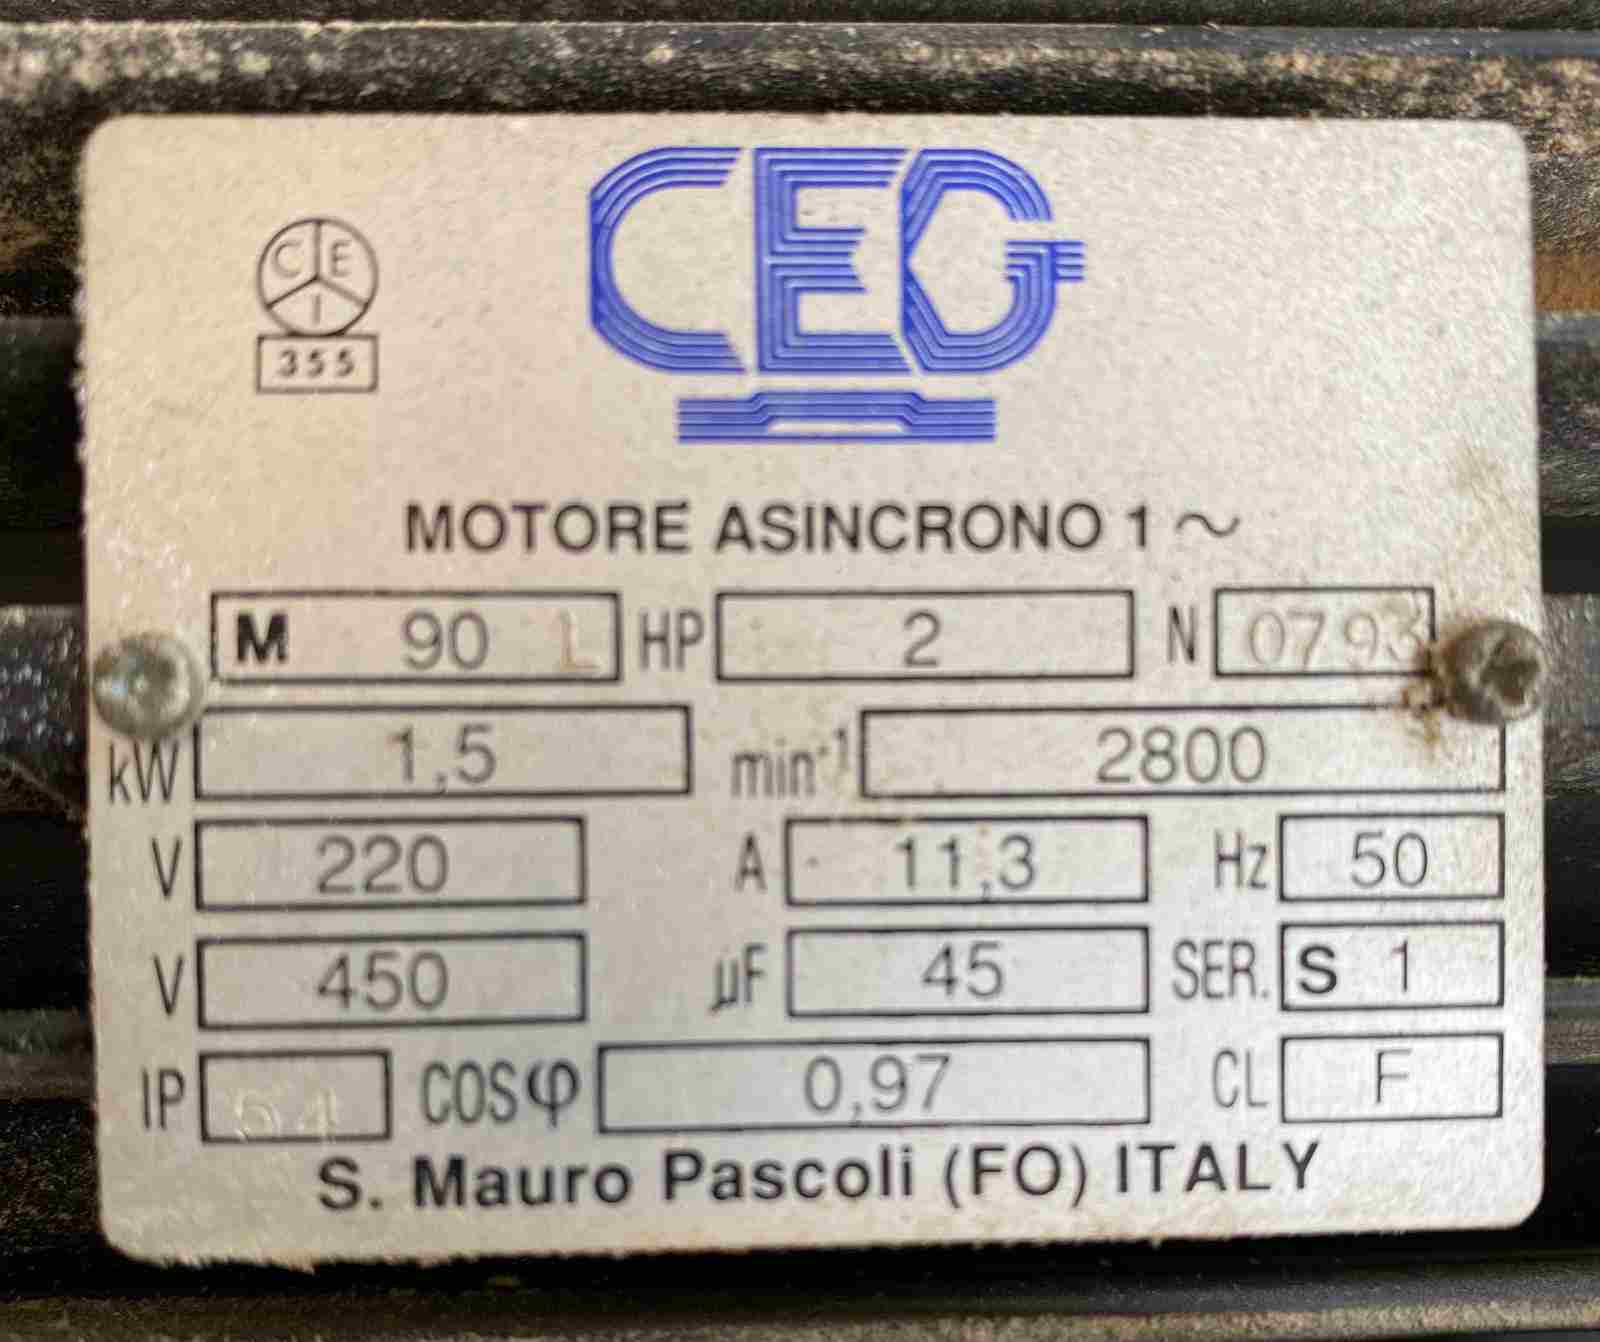 C E I
355
CEG
MOTORE ASINCRONO 1 ~
M 90 L HP 2 N 0793
kW 1,5 min-1 2800
V 220 A 11,3 Hz 50
V 450 µF 45 SER. S 1
IP 54 COSφ 0,97 CL F
S. Mauro Pascoli (FO) ITALY